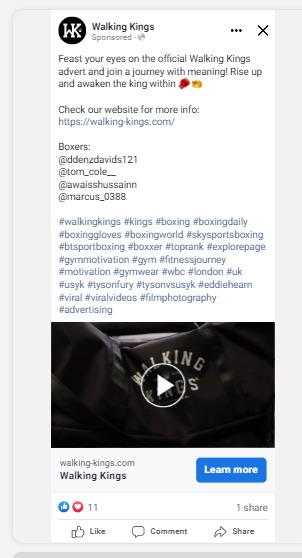 WK
Walking Kings
Sponsored ·
Feast your eyes on the official Walking Kings
advert and join a journey with meaning! Rise up
and awaken the king within 🥊👏
Check our website for more info:
https://walking-kings.com/
Boxers:
@ddenzdavids121
@tom_cole__
@awaisshusainn
@marcus_0388
#walkingkings #kings #boxing #boxingdaily
#boxinggloves #boxingworld #skysportsboxing
#btsportboxing #boxxer #toprank #explorepage
#gymmotivation #gym #fitnessjourney
#motivation #gymwear #wbc #london #uk
#usyk #tysonfury #tysonvsusyk #eddiehearn
#viral #viralvideos #filmphotography
#advertising
WALKING
KINGS
walking-kings.com
Walking Kings
Learn more
11
1 share
Like
Comment
Share